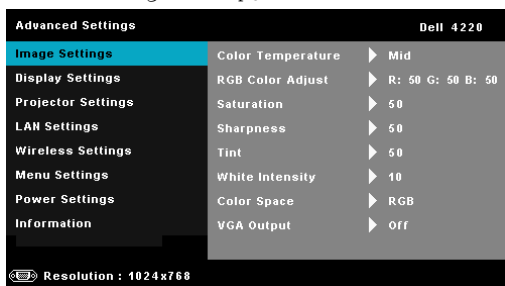 Advanced Settings Dell 4220
Image Settings Color Temperature Mid
Display Settings RGB Color Adjust R: 50 G: 50 B: 50
Projector Settings Saturation 50
LAN Settings Sharpness 50
Wireless Settings Tint 50
Menu Settings White Intensity 10
Power Settings Color Space RGB
Information VGA Output Off
Resolution : 1024x768